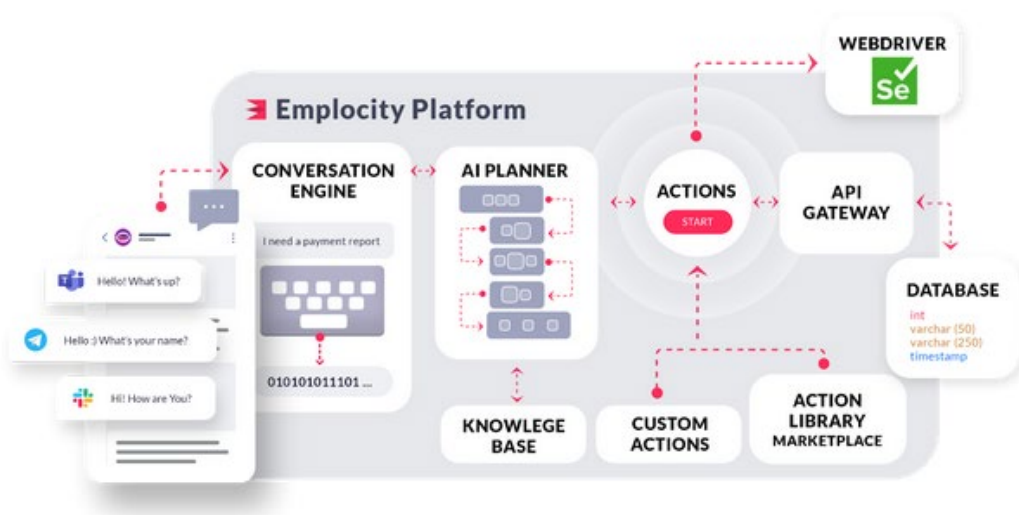 WEBDRIVER
Se
Emplocity Platform
CONVERSATION
ENGINE
AI PLANNER
ACTIONS
START
API
GATEWAY
I need a payment report
Hello! What's up?
Hello :) What's your name?
Hi! How are You?
010101011101 ...
DATABASE
int
varchar (50)
varchar (250)
timestamp
KNOWLEGE
BASE
CUSTOM
ACTIONS
ACTION
LIBRARY
MARKETPLACE